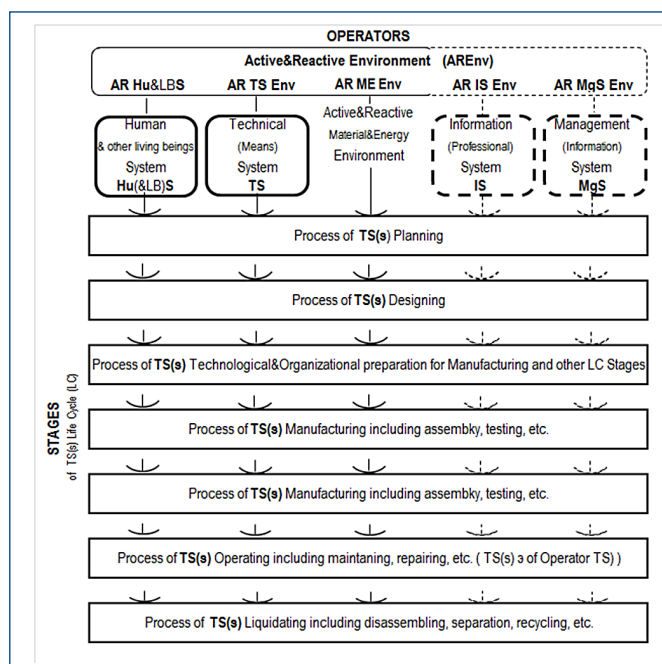 OPERATORS
Active&Reactive Environment (AREnv)
AR Hu&LBS AR TS Env AR ME Env AR IS Env AR MgS Env
Human
& other living beings
System
Hu(&LB)S
Technical
(Means)
System
TS
Active&Reactive
Material&Energy
Environment
Information
(Professional)
System
IS
Management
(Information)
System
MgS
STAGES
of TS(s) Life Cycle (LC)
Process of TS(s) Planning
Process of TS(s) Designing
Process of TS(s) Technological&Organizational preparation for Manufacturing and other LC Stages
Process of TS(s) Manufacturing including assembky, testing, etc.
Process of TS(s) Manufacturing including assembky, testing, etc.
Process of TS(s) Operating including maintaning, repairing, etc. ( TS(s) э of Operator TS) )
Process of TS(s) Liquidating including disassembling, separation, recycling, etc.